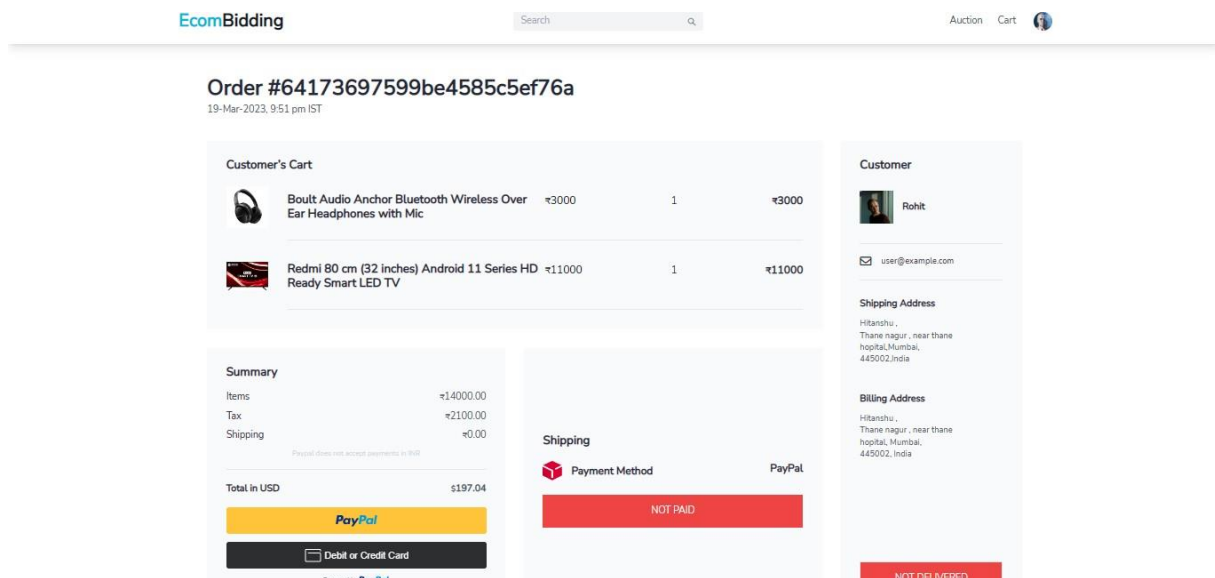 EcomBidding
Search
Auction Cart
Order #64173697599be4585c5ef76a
19-Mar-2023, 9:51 pm IST
Customer's Cart
Boult Audio Anchor Bluetooth Wireless Over
Ear Headphones with Mic
₹3000 1 ₹3000
Redmi 80 cm (32 inches) Android 11 Series HD
Ready Smart LED TV
₹11000 1 ₹11000
Summary
Items ₹14000.00
Tax ₹2100.00
Shipping ₹0.00
Paypal does not accept payments in INR
Total in USD $197.04
PayPal
Debit or Credit Card
Shipping
Payment Method PayPal
NOT PAID
Customer
Rohit
user@example.com
Shipping Address
Hitanshu ,
Thane nagur , near thane
hopital,Mumbai,
445002,India
Billing Address
Hitanshu ,
Thane nagur , near thane
hopital, Mumbai,
445002, India
NOT DELIVERED